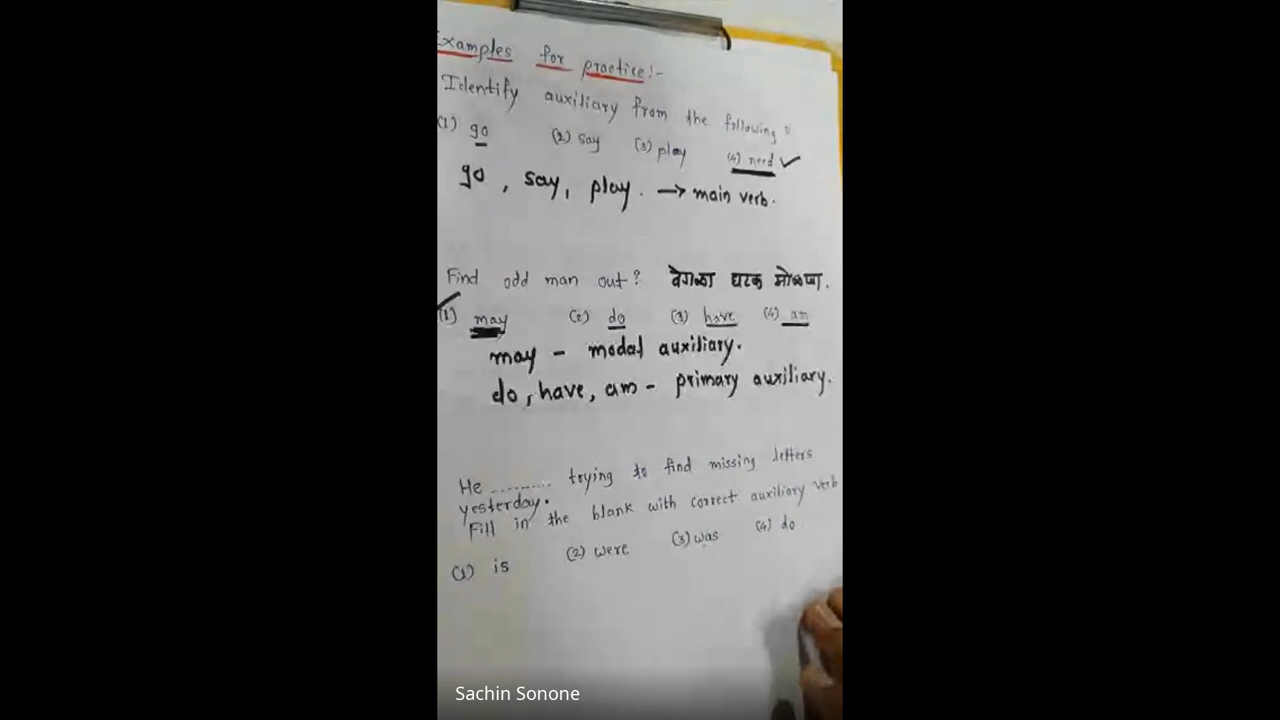 Examples for practice:-
Identify auxiliary from the following :
(1) go (2) say (3) play (4) need ✓
go , say, play. → main verb.
Find odd man out? वेगळा घटक ओळखा.
(1) may (2) do (3) have (4) am
may - modal auxiliary.
do, have, am - primary auxiliary.
He .......... trying to find missing letters
yesterday.
Fill in the blank with correct auxiliary verb
(1) is (2) were (3) was (4) do
Sachin Sonone